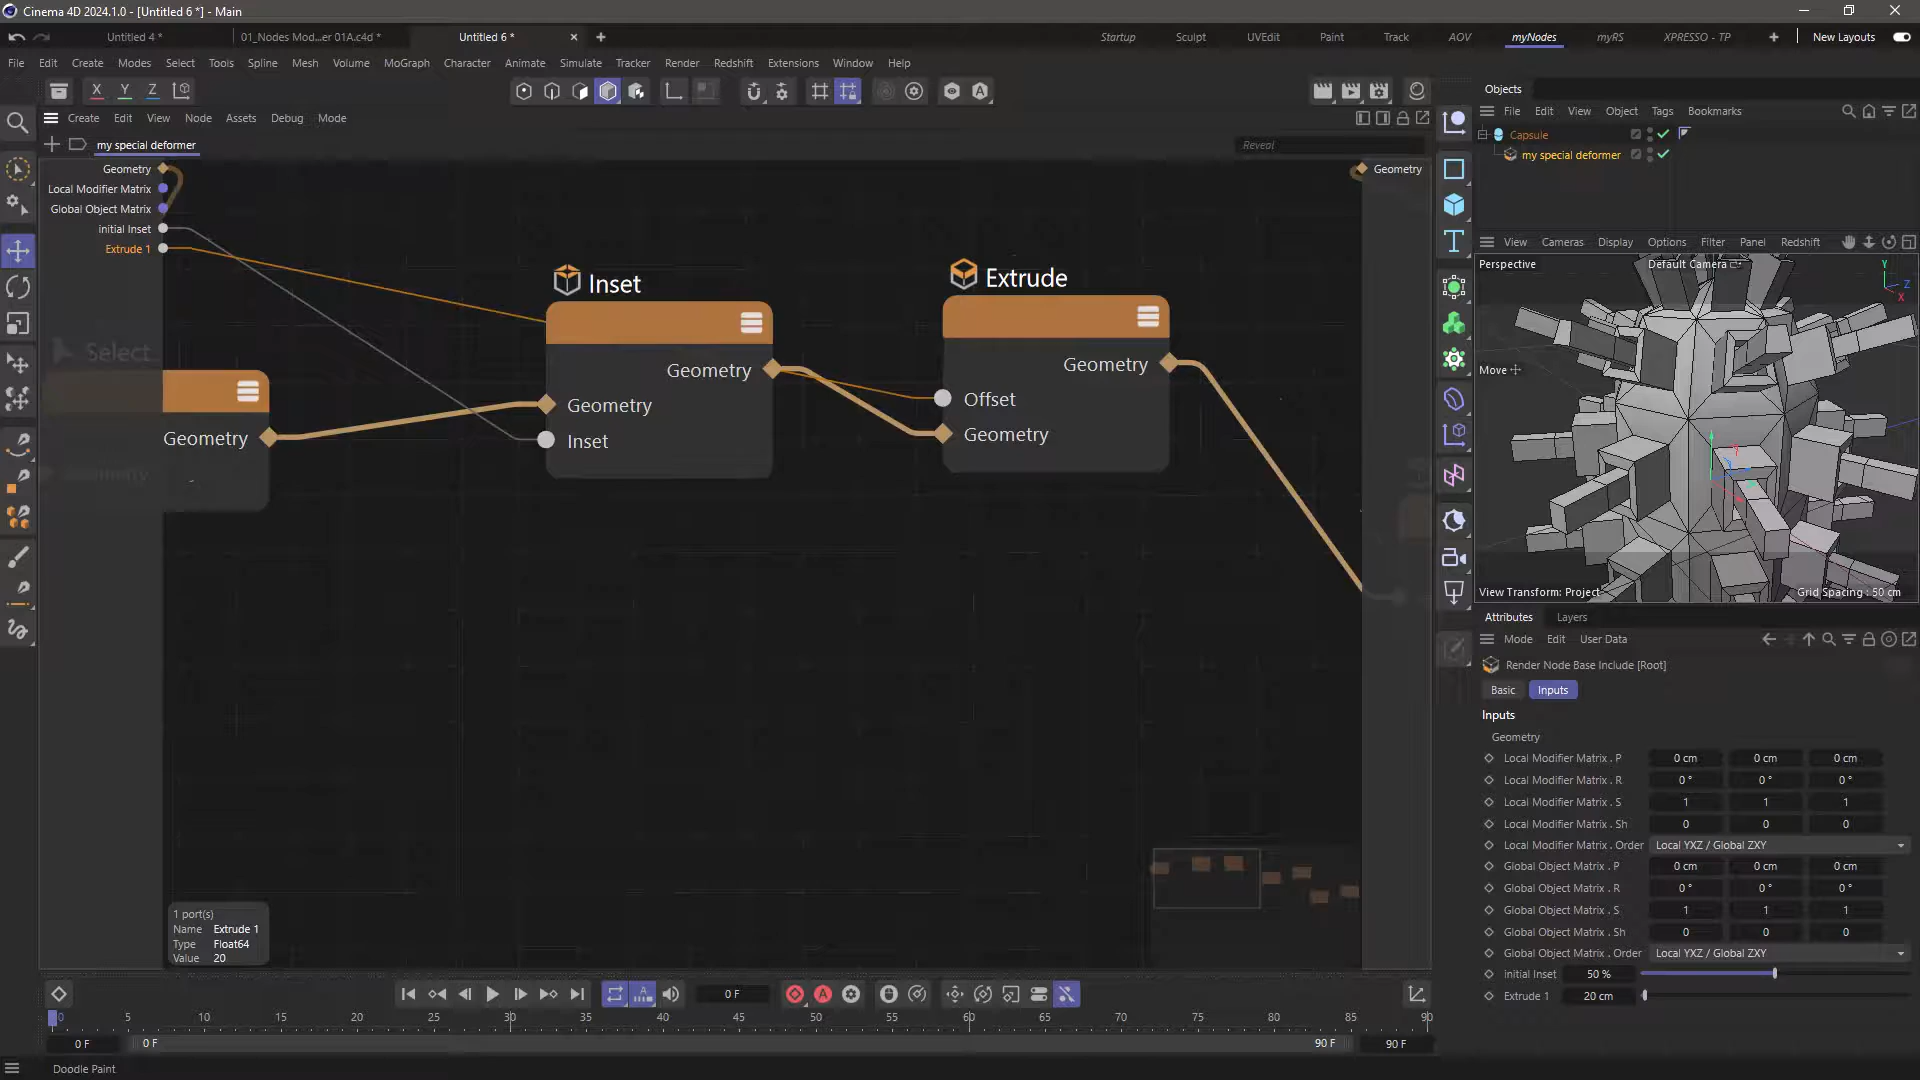 Cinema 4D 2024.1.0 - [Untitled 6 *] - Main
Untitled 4 * 01_Nodes Mod...er 01A.c4d * Untitled 6 *
Startup Sculpt UVEdit Paint Track AOV myNodes myRS XPRESSO - TP New Layouts
File Edit Create Modes Select Tools Spline Mesh Volume MoGraph Character Animate Simulate Tracker Render Redshift Extensions Window Help
X Y Z
Create Edit View Node Assets Debug Mode
my special deformer
Reveal
Geometry
Local Modifier Matrix
Global Object Matrix
initial Inset
Extrude 1
Geometry
Select
Geometry
Geometry
Inset
Geometry
Geometry
Inset
Extrude
Geometry
Offset
Geometry
1 port(s)
Name Extrude 1
Type Float64
Value 20
Objects
File Edit View Object Tags Bookmarks
Capsule
my special deformer
View Cameras Display Options Filter Panel Redshift
Perspective
Default Camera
Y
Z
X
Move
View Transform: Project
Grid Spacing : 50 cm
Attributes Layers
Mode Edit User Data
Render Node Base Include [Root]
Basic Inputs
Inputs
Geometry
Local Modifier Matrix . P 0 cm 0 cm 0 cm
Local Modifier Matrix . R 0 ° 0 ° 0 °
Local Modifier Matrix . S 1 1 1
Local Modifier Matrix . Sh 0 0 0
Local Modifier Matrix . Order Local YXZ / Global ZXY
Global Object Matrix . P 0 cm 0 cm 0 cm
Global Object Matrix . R 0 ° 0 ° 0 °
Global Object Matrix . S 1 1 1
Global Object Matrix . Sh 0 0 0
Global Object Matrix . Order Local YXZ / Global ZXY
initial Inset 50 %
Extrude 1 20 cm
0 F
0 5 10 15 20 25 30 35 40 45 50 55 60 65 70 75 80 85 90
0 F 0 F 90 F 90 F
Doodle Paint